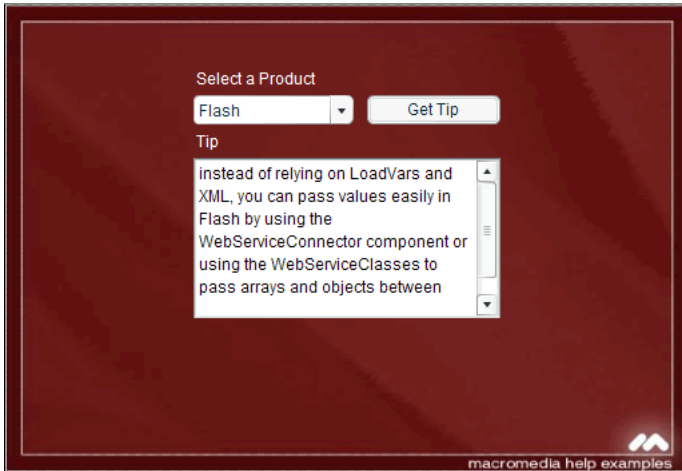 Select a Product
Flash
Get Tip
Tip
instead of relying on LoadVars and
XML, you can pass values easily in
Flash by using the
WebServiceConnector component or
using the WebServiceClasses to
pass arrays and objects between
macromedia help examples